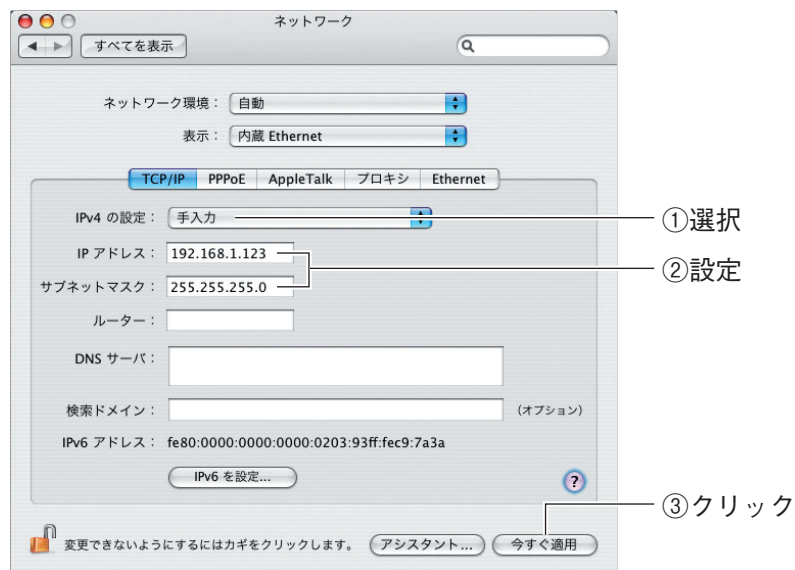 ネットワーク
すべてを表示
ネットワーク環境： 自動
表示： 内蔵 Ethernet
TCP/IP PPPoE AppleTalk プロキシ Ethernet
IPv4 の設定： 手入力
①選択
IP アドレス： 192.168.1.123
②設定
サブネットマスク： 255.255.255.0
ルーター：
DNS サーバ：
検索ドメイン： (オプション)
IPv6 アドレス： fe80:0000:0000:0000:0203:93ff:fec9:7a3a
IPv6 を設定...
?
③クリック
変更できないようにするにはカギをクリックします。 アシスタント... 今すぐ適用